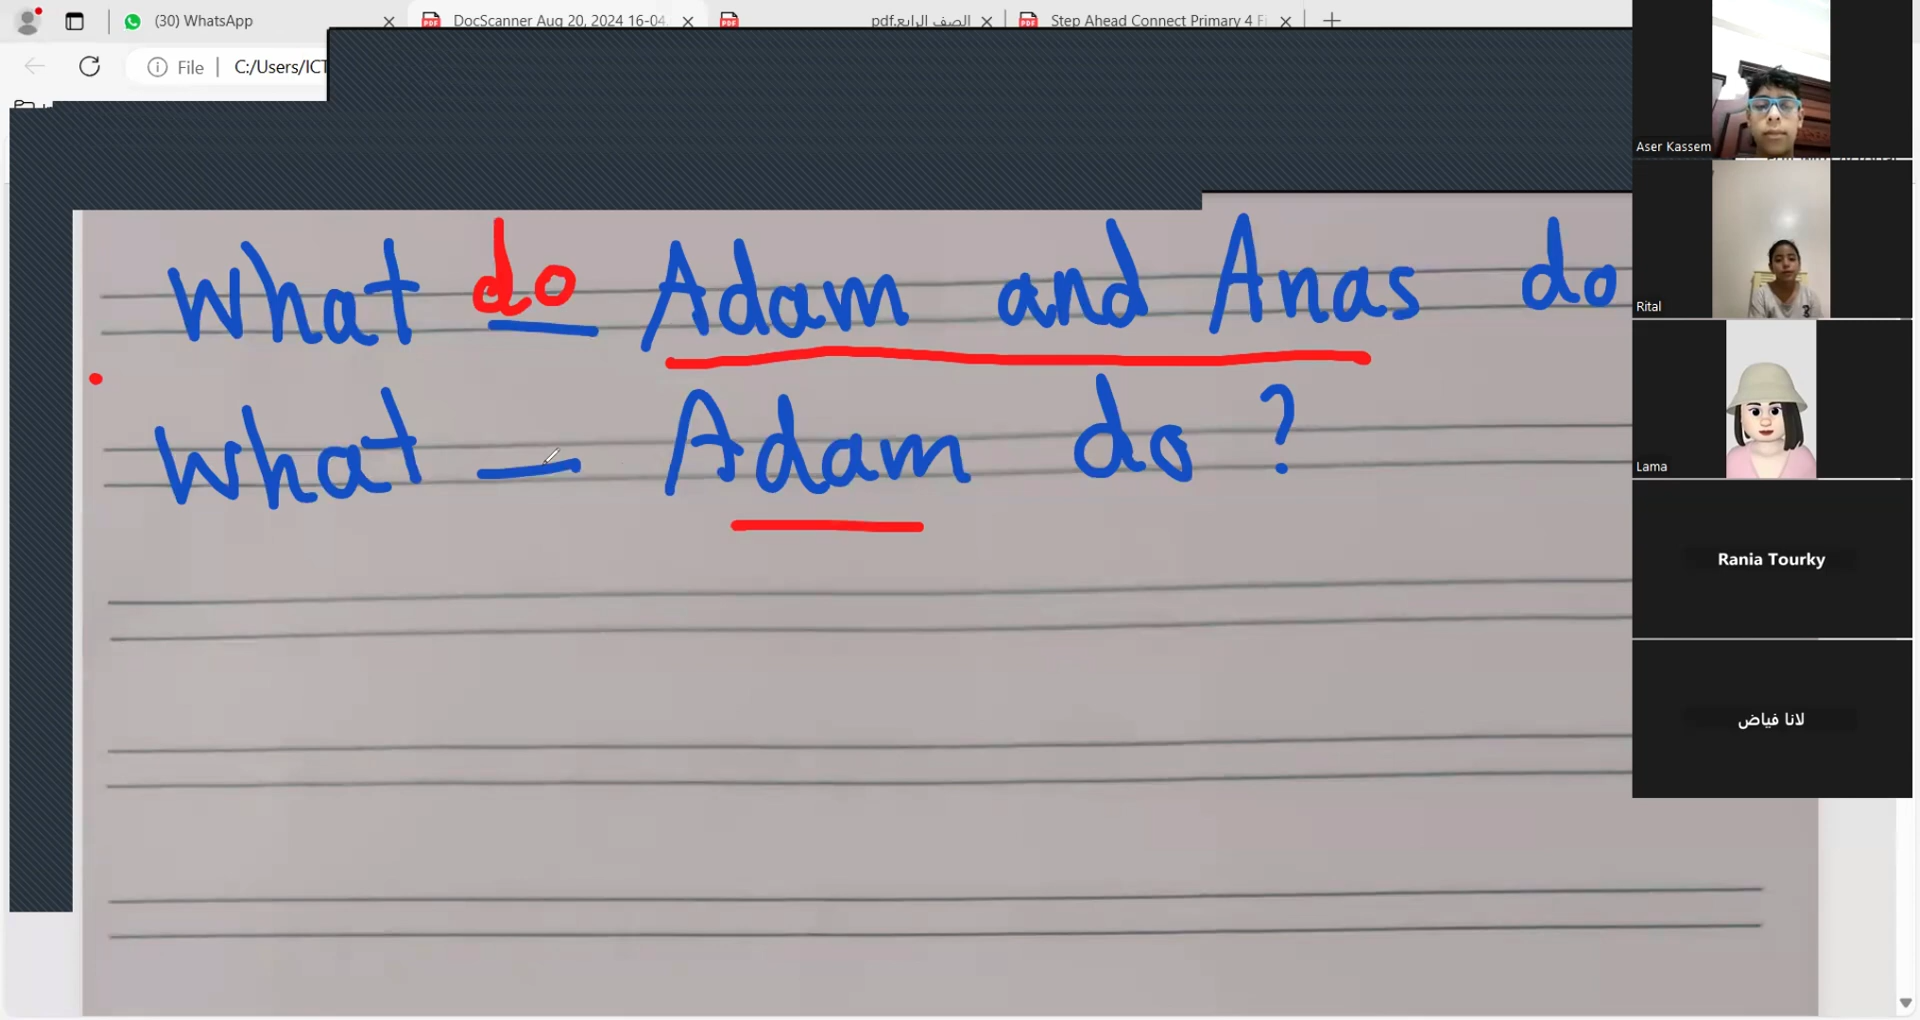 (30) WhatsApp
DocScanner Aug 20, 2024 16-04
الصف الرابع.pdf
Step Ahead Connect Primary 4 Fi
File
C:/Users/ICT
What do Adam and Anas do
What _ Adam do ?
Aser Kassem
Rital
Lama
Rania Tourky
لانا فياض